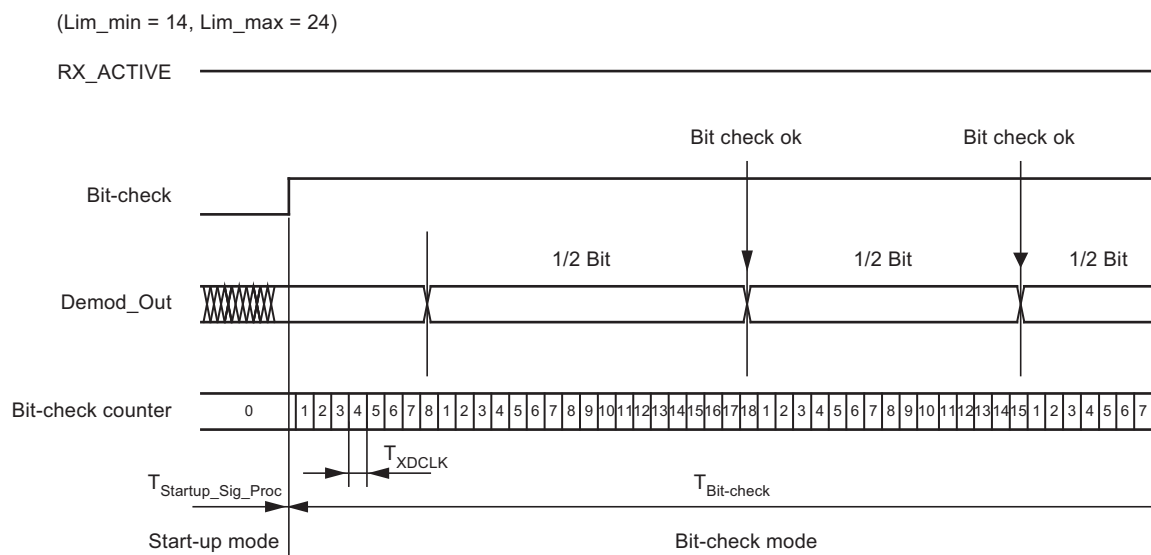 (Lim_min = 14, Lim_max = 24)
RX_ACTIVE
Bit check ok Bit check ok
Bit-check
1/2 Bit 1/2 Bit 1/2 Bit
Demod_Out
Bit-check counter 0 1 2 3 4 5 6 7 8 1 2 3 4 5 6 7 8 9 10 11 12 13 14 15 16 17 18 1 2 3 4 5 6 7 8 9 10 11 12 13 14 15 1 2 3 4 5 6 7
T_XDCLK
T_Startup_Sig_Proc T_Bit-check
Start-up mode Bit-check mode